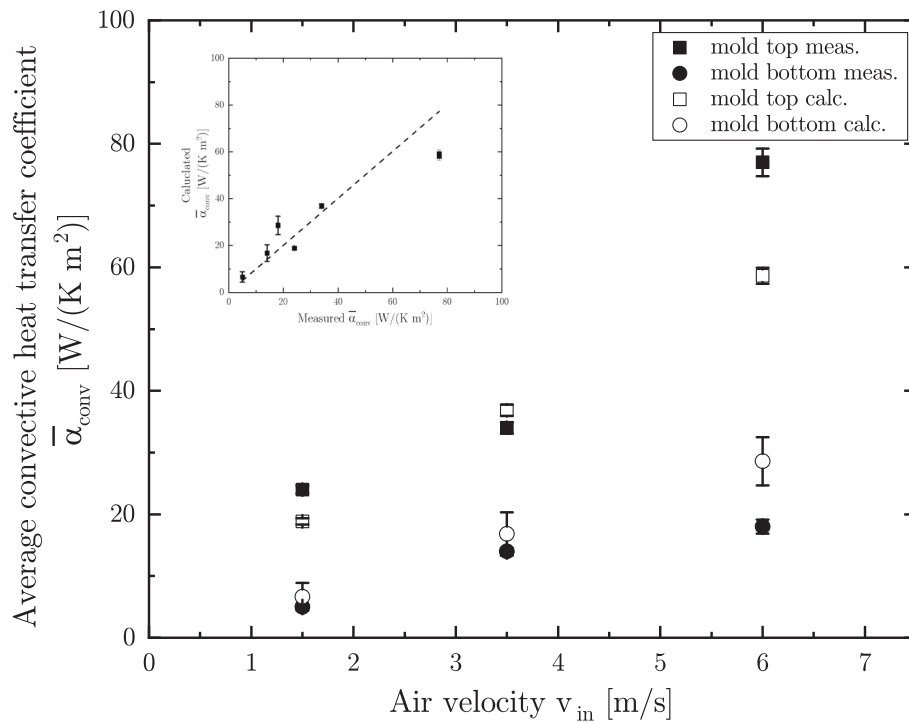 Average convective heat transfer coefficient
α̅conv [W/(K m²)]
100
80
60
40
20
0
0 1 2 3 4 5 6 7
Air velocity vin [m/s]
mold top meas.
mold bottom meas.
mold top calc.
mold bottom calc.
Caluclated
α̅conv [W/(K m²)]
100
80
60
40
20
0
0 20 40 60 80 100
Measured α̅conv [W/(K m²)]